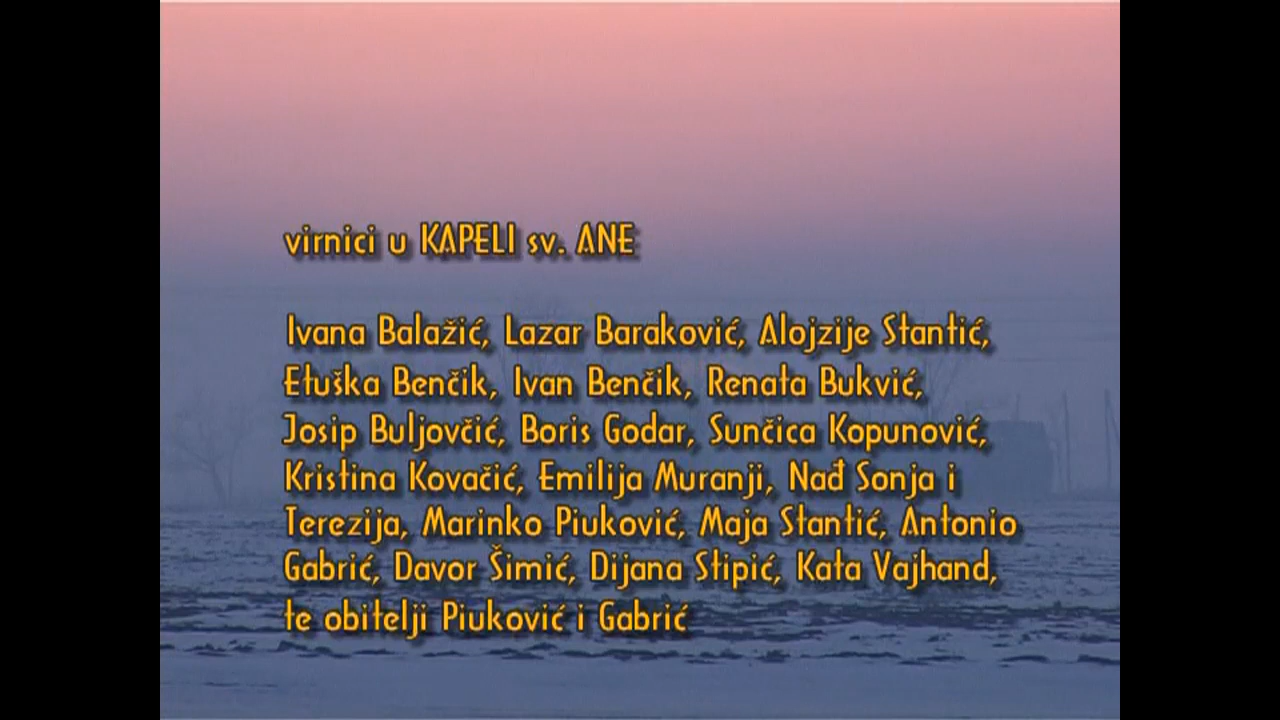 virnici u KAPELI sv. ANE
Ivana Balažić, Lazar Baraković, Alojzije Stantić,
Etuška Benčik, Ivan Benčik, Renata Bukvić,
Josip Buljovčić, Boris Godar, Sunčica Kopunović,
Kristina Kovačić, Emilija Muranji, Nađ Sonja i
Terezija, Marinko Piuković, Maja Stantić, Antonio
Gabrić, Davor Šimić, Dijana Stipić, Kata Vajhand,
te obitelji Piuković i Gabrić